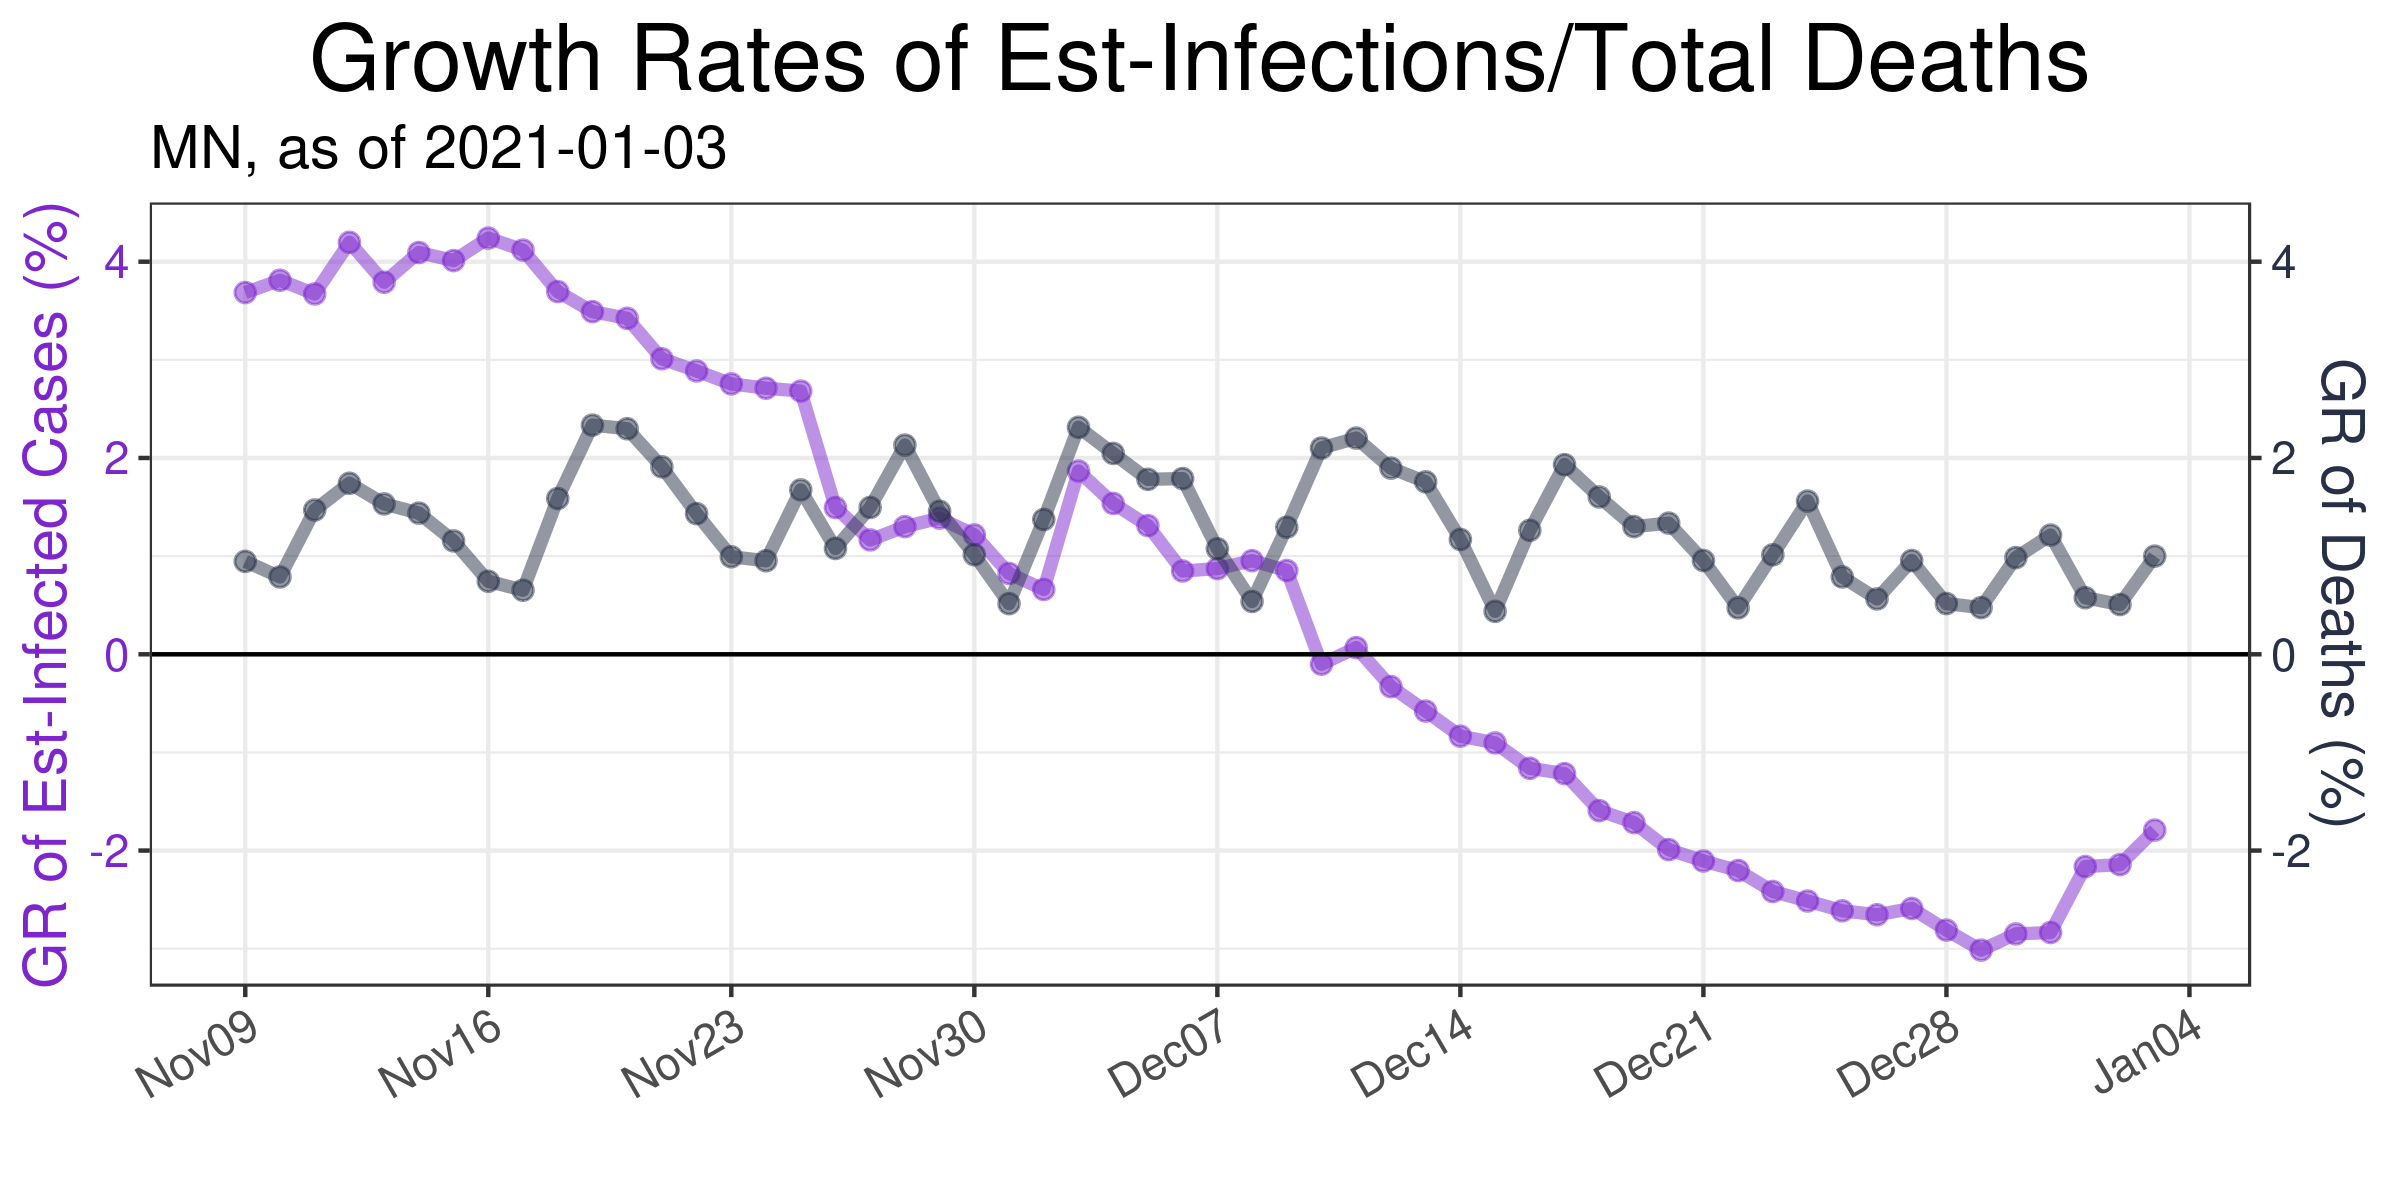 Growth Rates of Est-Infections/Total Deaths
MN, as of 2021-01-03
GR of Est-Infected Cases (%)
4
2
0
-2
4
2
0
-2
GR of Deaths (%)
Nov09
Nov16
Nov23
Nov30
Dec07
Dec14
Dec21
Dec28
Jan04